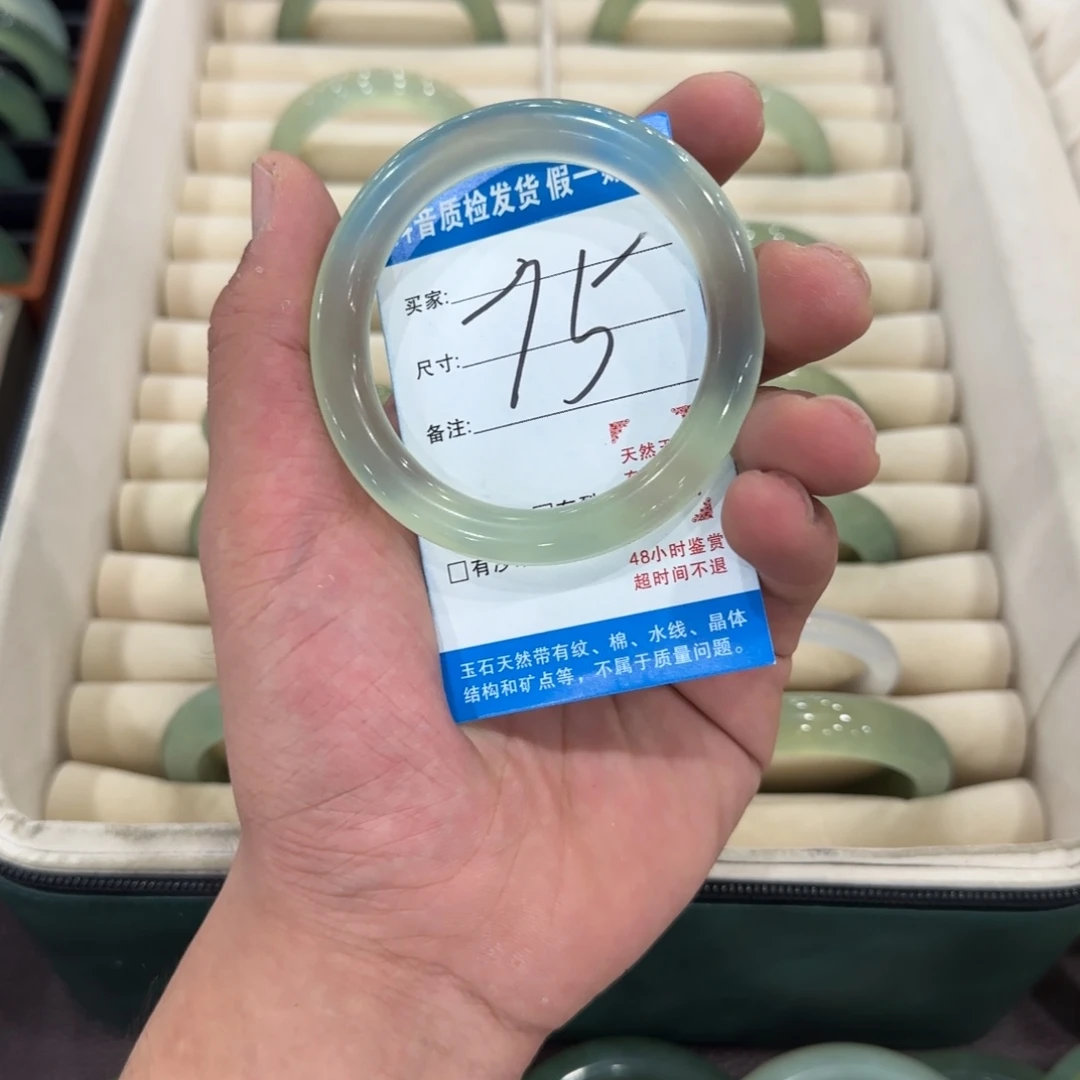 音质检发货 假一
买家:
75
尺寸:
备注:
天然
48小时鉴赏
超时间不退
玉石天然带有纹、棉、水线、晶体
结构和矿点等，不属于质量问题。